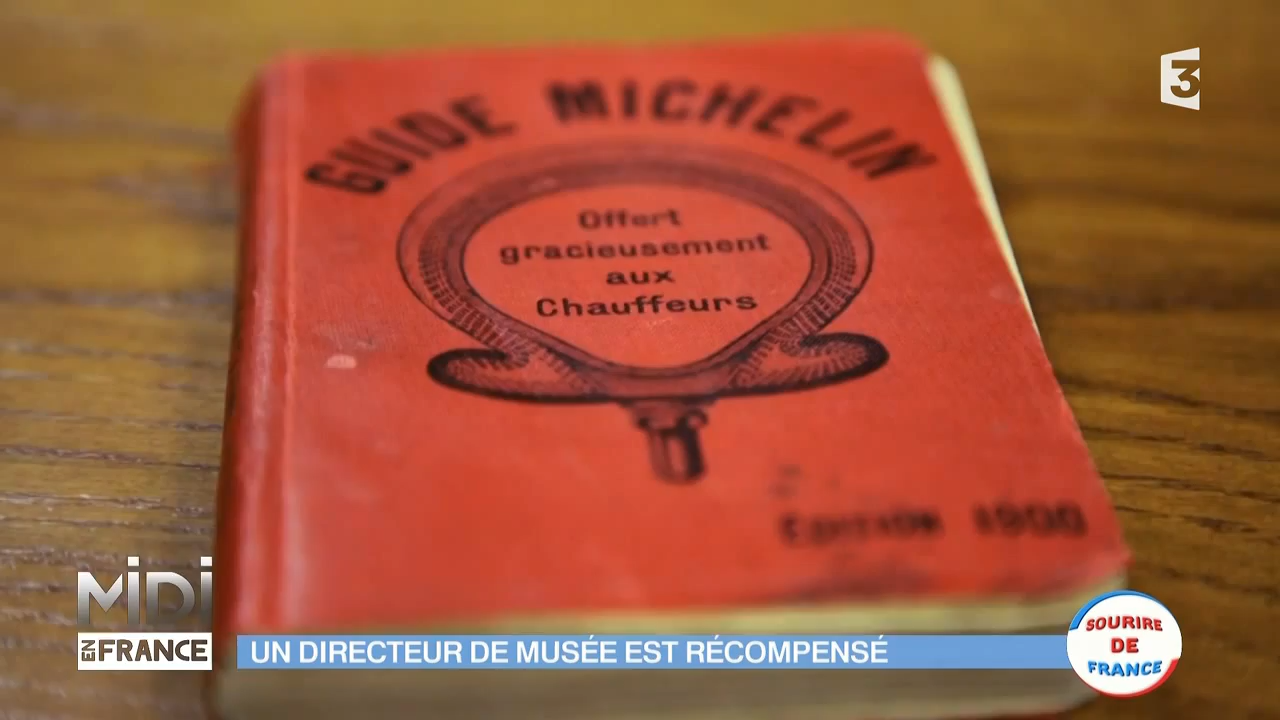 GUIDE MICHELIN
Offert
gracieusement
aux
Chauffeurs
EDITION 1900
3
MiDi
EN FRANCE
UN DIRECTEUR DE MUSÉE EST RÉCOMPENSÉ
SOURIRE
DE
FRANCE